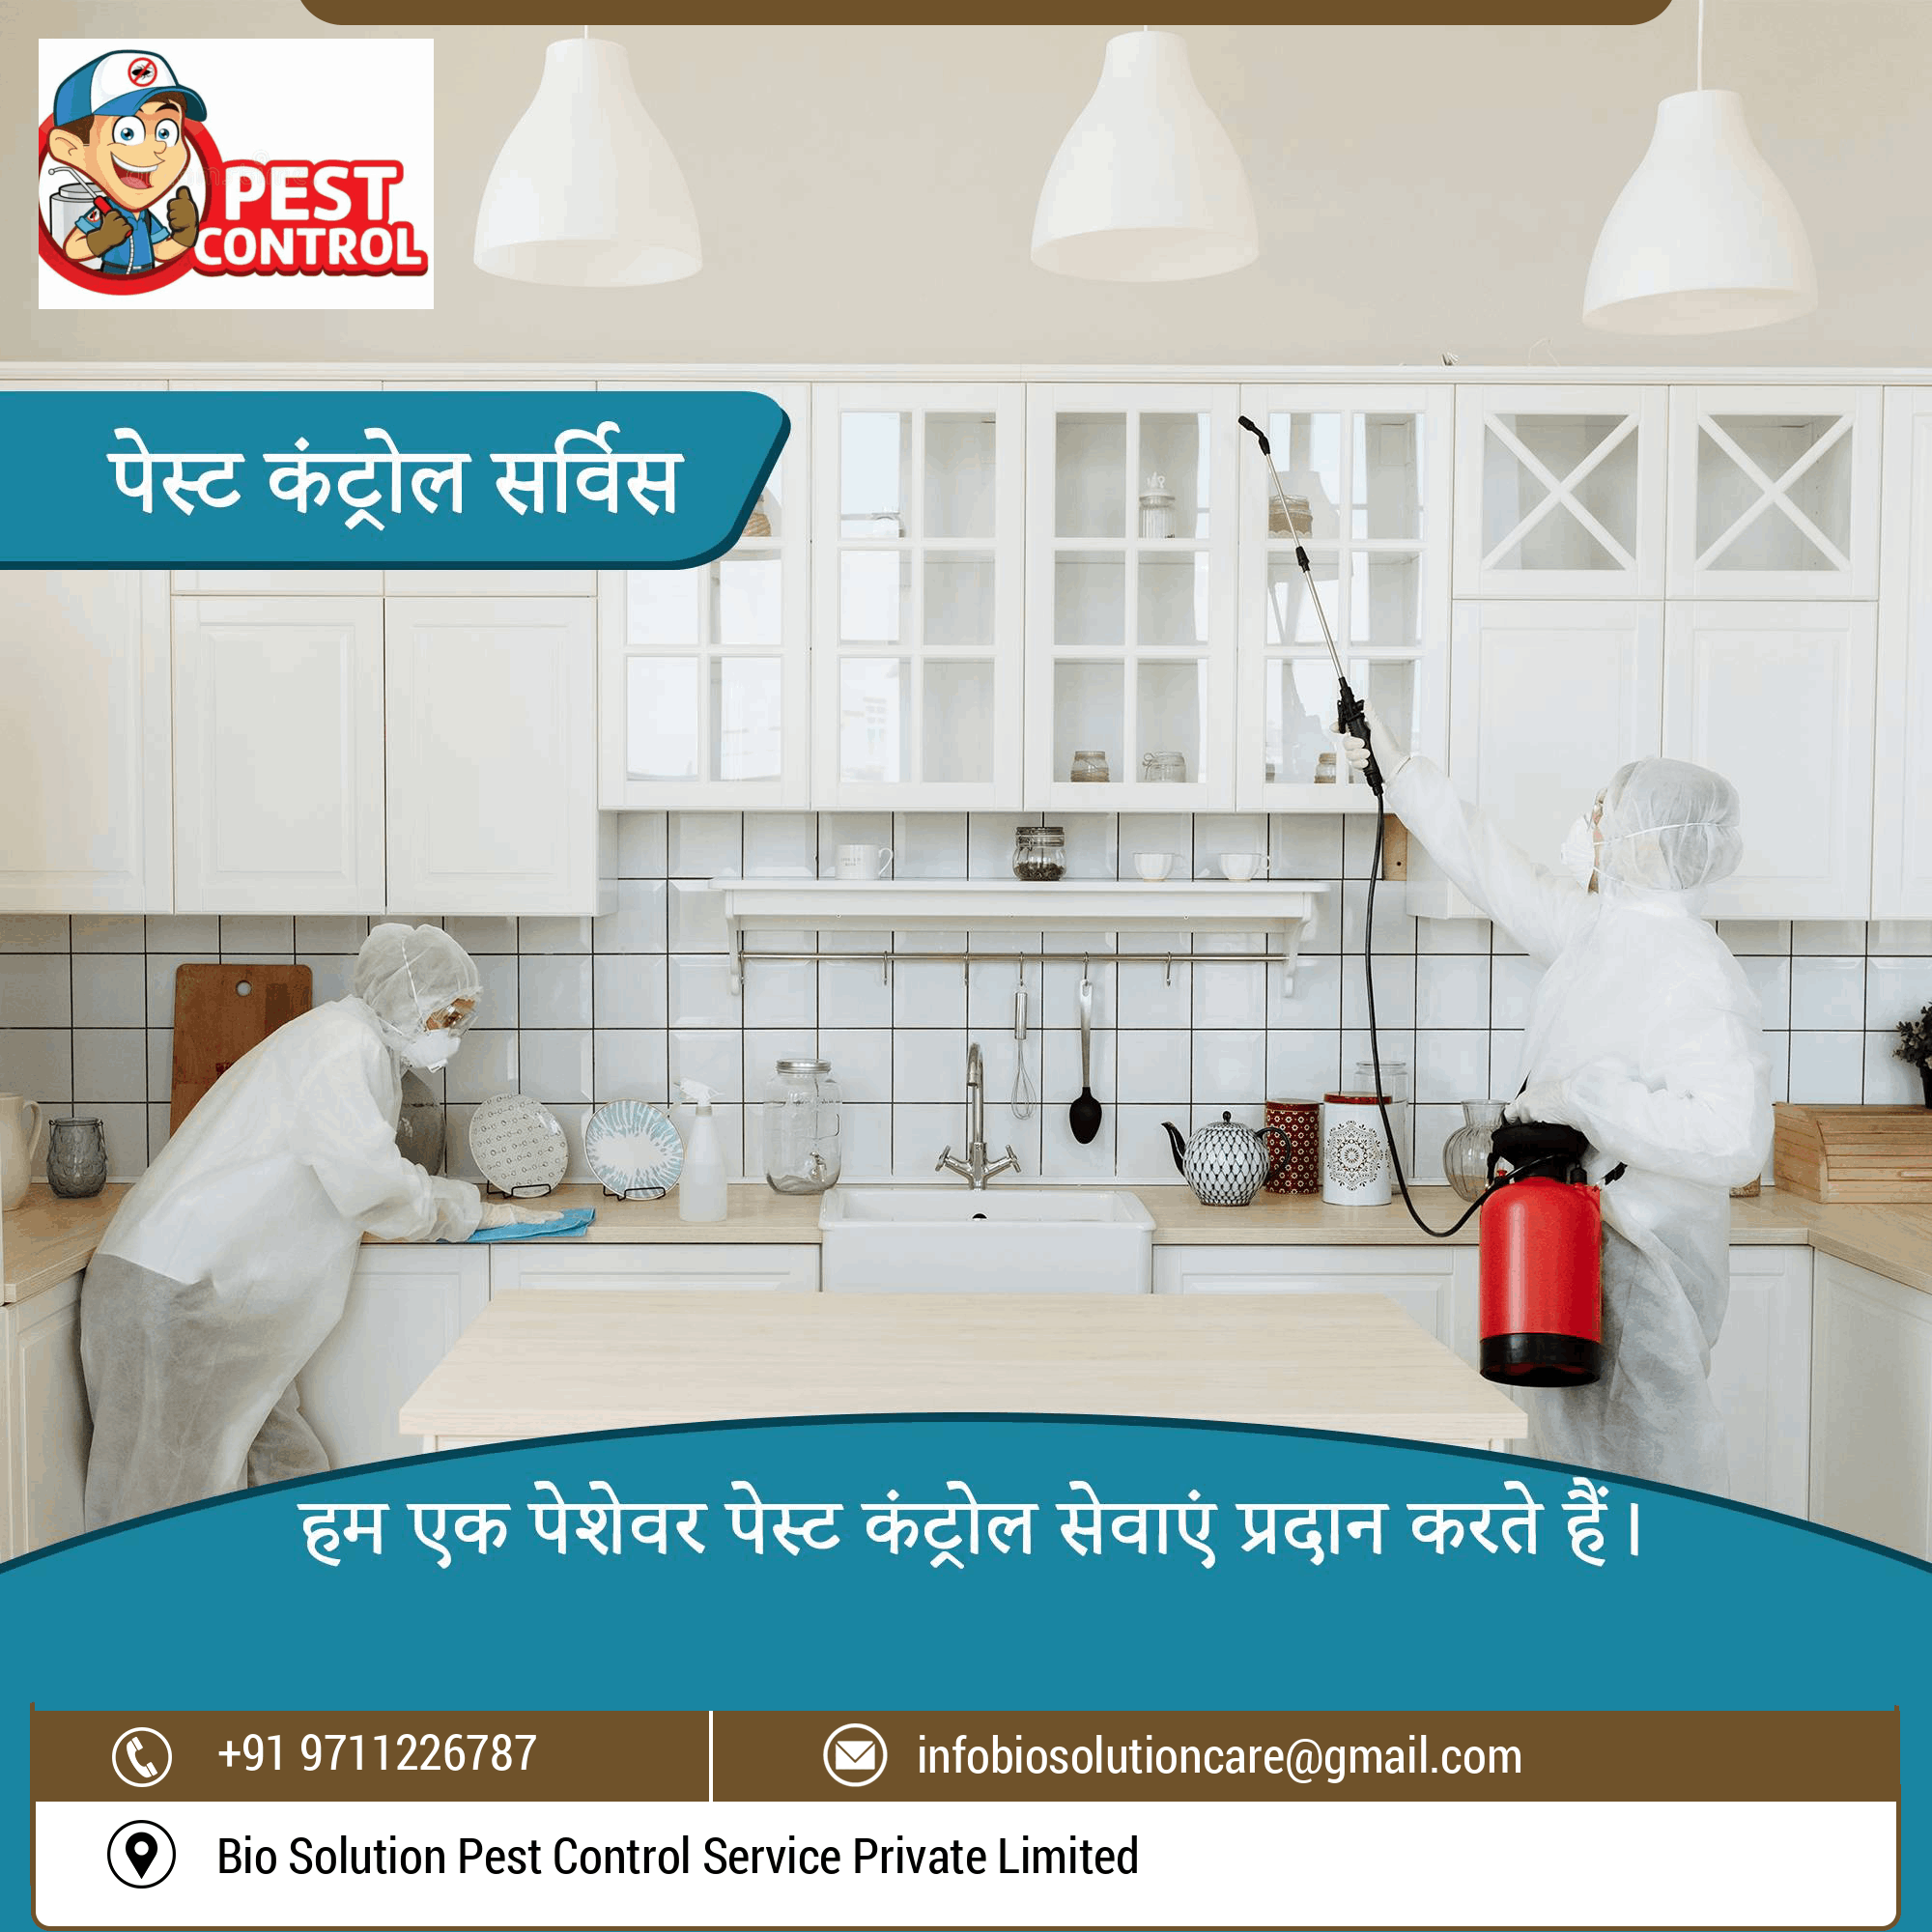 PEST
CONTROL
पेस्ट कंट्रोल सर्विस
हम एक पेशेवर पेस्ट कंट्रोल सेवाएं प्रदान करते हैं।
+91 9711226787
infobiosolutioncare@gmail.com
Bio Solution Pest Control Service Private Limited